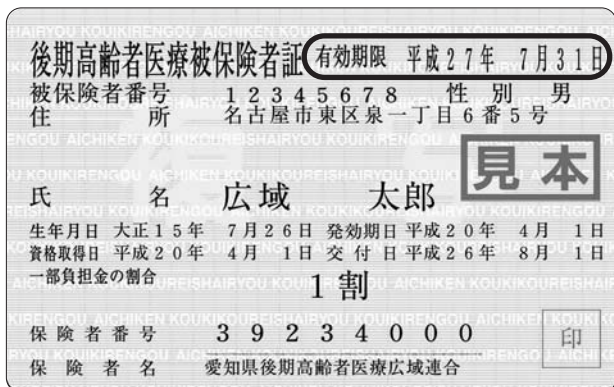 後期高齢者医療被保険者証 有効期限 平成27年 7月31日
被保険者番号 12345678 性別 男
住所 名古屋市東区泉一丁目6番5号
見本
氏名 広域 太郎
生年月日 大正15年 7月26日 発効期日 平成20年 4月 1日
資格取得日 平成20年 4月 1日 交付日 平成26年 8月 1日
一部負担金の割合 1割
保険者番号 39234000
印
保険者名 愛知県後期高齢者医療広域連合